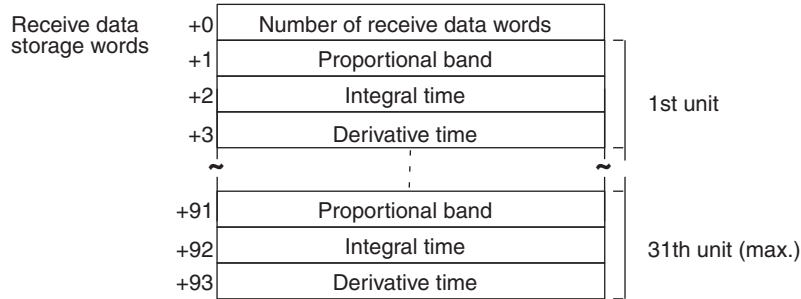 Receive data
storage words
+0 Number of receive data words
+1 Proportional band
+2 Integral time
+3 Derivative time
1st unit
~ ~
+91 Proportional band
+92 Integral time
+93 Derivative time
31th unit (max.)